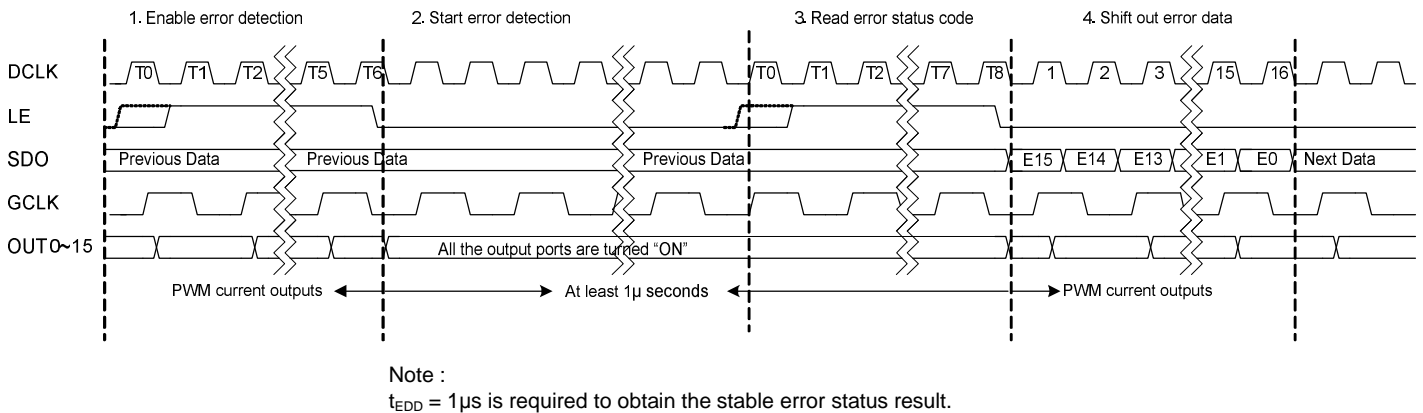 1. Enable error detection 2. Start error detection 3. Read error status code 4. Shift out error data
DCLK T0 T1 T2 T5 T6 T0 T1 T2 T7 T8 1 2 3 15 16
LE
SDO Previous Data Previous Data Previous Data E15 E14 E13 E1 E0 Next Data
GCLK
OUT0~15 All the output ports are turned “ON”
PWM current outputs At least 1μ seconds PWM current outputs
Note :
tEDD = 1μs is required to obtain the stable error status result.